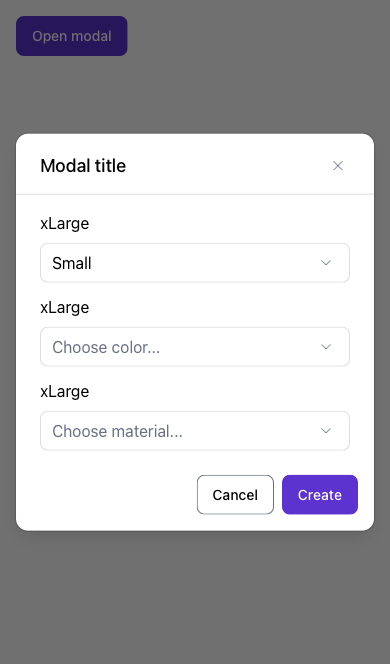 Open modal
Modal title
xLarge
Small
xLarge
Choose color...
xLarge
Choose material...
Cancel
Create